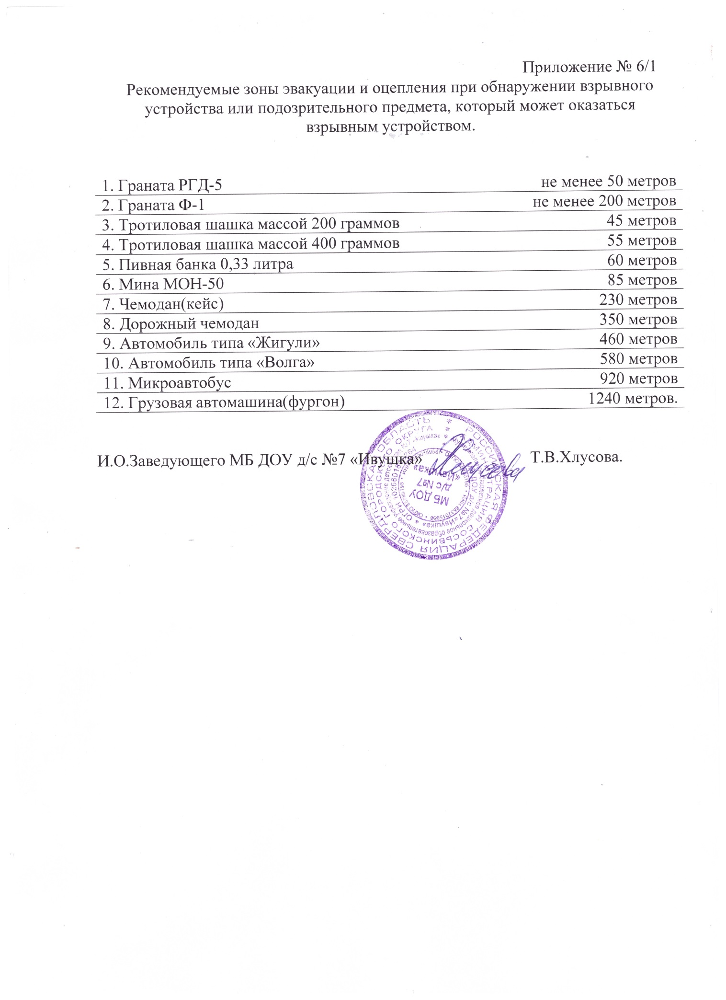 Приложение № 6/1
Рекомендуемые зоны эвакуации и оцепления при обнаружении взрывного
устройства или подозрительного предмета, который может оказаться
взрывным устройством.
1. Граната РГД-5 не менее 50 метров
2. Граната Ф-1 не менее 200 метров
3. Тротиловая шашка массой 200 граммов 45 метров
4. Тротиловая шашка массой 400 граммов 55 метров
5. Пивная банка 0,33 литра 60 метров
6. Мина МОН-50 85 метров
7. Чемодан(кейс) 230 метров
8. Дорожный чемодан 350 метров
9. Автомобиль типа «Жигули» 460 метров
10. Автомобиль типа «Волга» 580 метров
11. Микроавтобус 920 метров
12. Грузовая автомашина(фургон) 1240 метров.
И.О.Заведующего МБ ДОУ д/с №7 «Ивушка» Т.В.Хлусова.
РОССИЙСКАЯ ФЕДЕРАЦИЯ СВЕРДЛОВСКАЯ ОБЛАСТЬ
СОСЬВИНСКОГО ГОРОДСКОГО ОКРУГА
МБ ДОУ
д/с №7
«Ивушка»